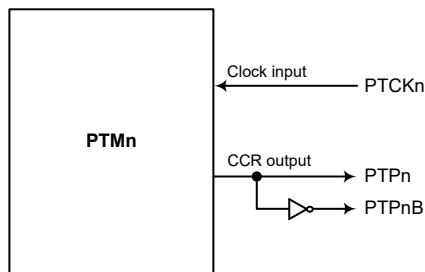 Clock input
PTCKn
PTMn
CCR output
PTPn
PTPnB